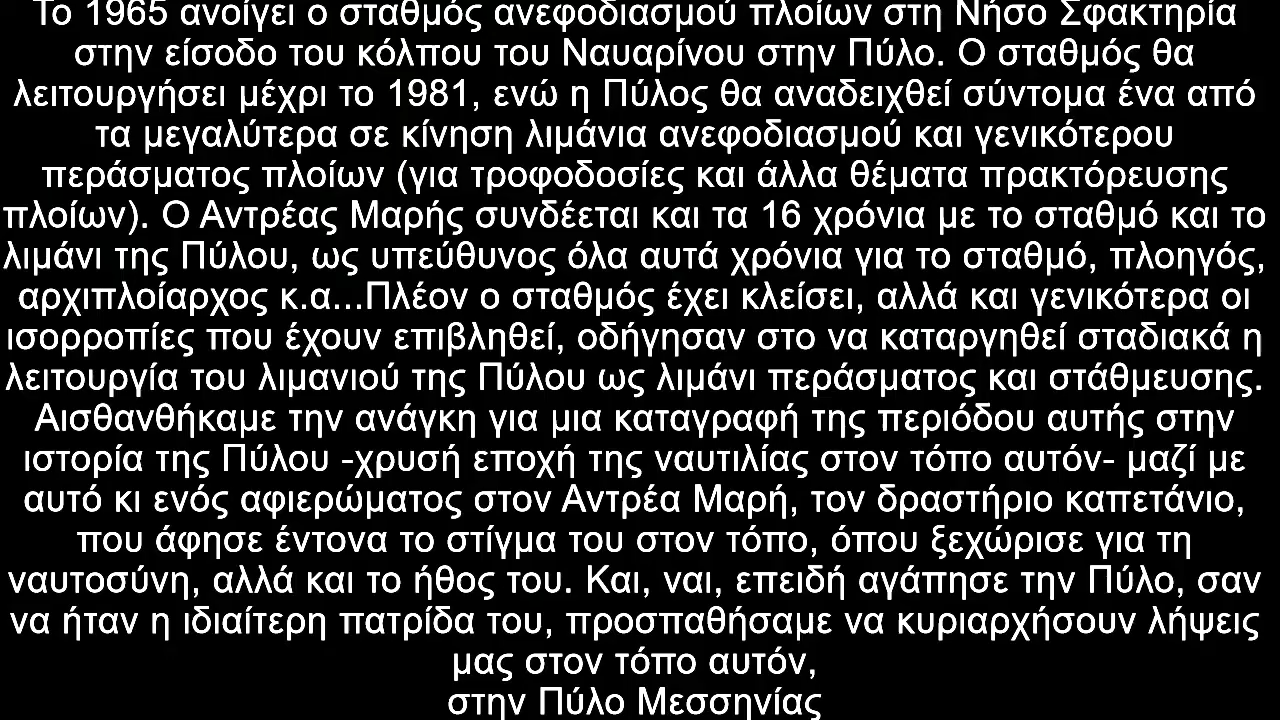 Το 1965 ανοίγει ο σταθμός ανεφοδιασμού πλοίων στη Νήσο Σφακτηρία
στην είσοδο του κόλπου του Ναυαρίνου στην Πύλο. Ο σταθμός θα
λειτουργήσει μέχρι το 1981, ενώ η Πύλος θα αναδειχθεί σύντομα ένα από
τα μεγαλύτερα σε κίνηση λιμάνια ανεφοδιασμού και γενικότερου
περάσματος πλοίων (για τροφοδοσίες και άλλα θέματα πρακτόρευσης
πλοίων). Ο Αντρέας Μαρής συνδέεται και τα 16 χρόνια με το σταθμό και το
λιμάνι της Πύλου, ως υπεύθυνος όλα αυτά χρόνια για το σταθμό, πλοηγός,
αρχιπλοίαρχος κ.α...Πλέον ο σταθμός έχει κλείσει, αλλά και γενικότερα οι
ισορροπίες που έχουν επιβληθεί, οδήγησαν στο να καταργηθεί σταδιακά η
λειτουργία του λιμανιού της Πύλου ως λιμάνι περάσματος και στάθμευσης.
Αισθανθήκαμε την ανάγκη για μια καταγραφή της περιόδου αυτής στην
ιστορία της Πύλου -χρυσή εποχή της ναυτιλίας στον τόπο αυτόν- μαζί με
αυτό κι ενός αφιερώματος στον Αντρέα Μαρή, τον δραστήριο καπετάνιο,
που άφησε έντονα το στίγμα του στον τόπο, όπου ξεχώρισε για τη
ναυτοσύνη, αλλά και το ήθος του. Και, ναι, επειδή αγάπησε την Πύλο, σαν
να ήταν η ιδιαίτερη πατρίδα του, προσπαθήσαμε να κυριαρχήσουν λήψεις
μας στον τόπο αυτόν,
στην Πύλο Μεσσηνίας